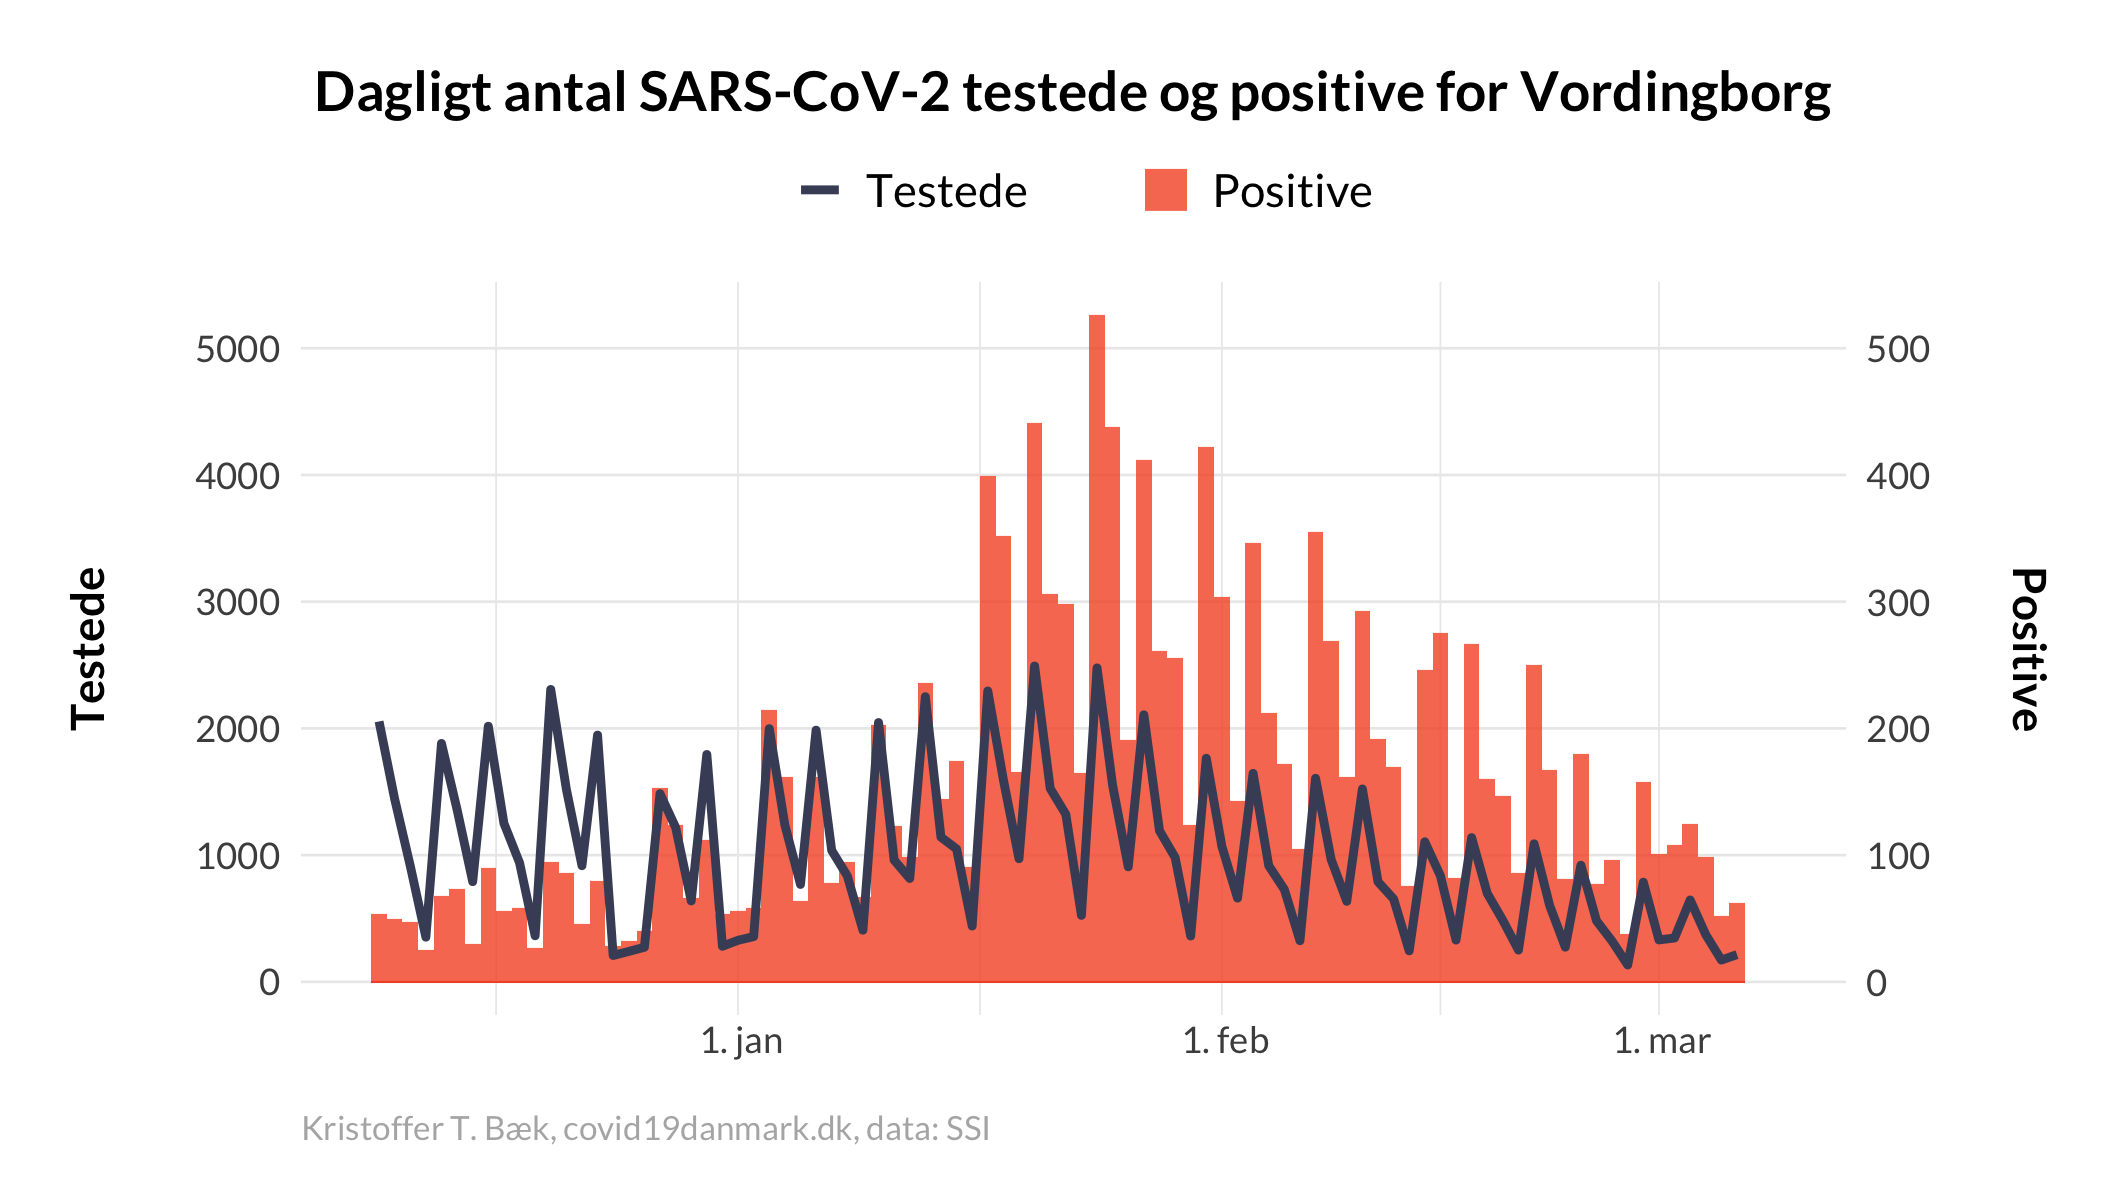 Dagligt antal SARS-CoV-2 testede og positive for Vordingborg
Testede
Positive
5000
4000
3000
2000
1000
0
500
400
300
200
100
0
Testede
Positive
1. jan
1. feb
1. mar
Kristoffer T. Bæk, covid19danmark.dk, data: SSI